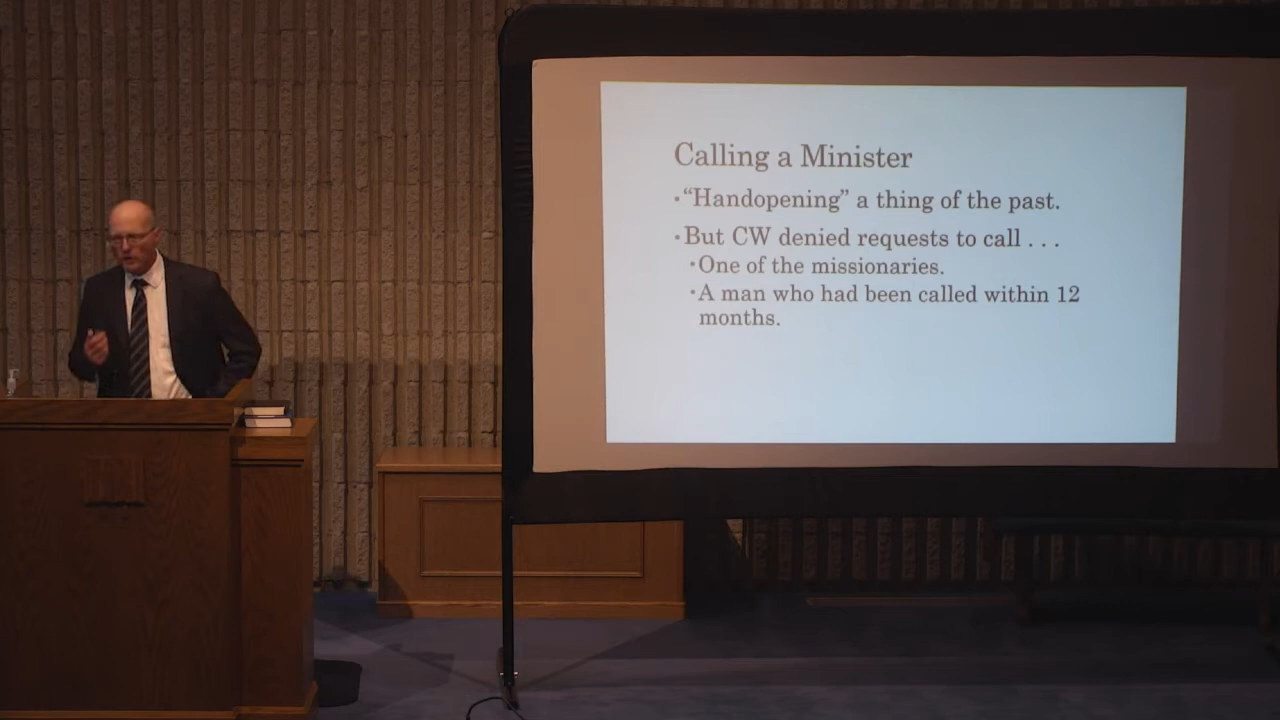 Calling a Minister
•“Handopening” a thing of the past.
•But CW denied requests to call . . .
•One of the missionaries.
•A man who had been called within 12
months.